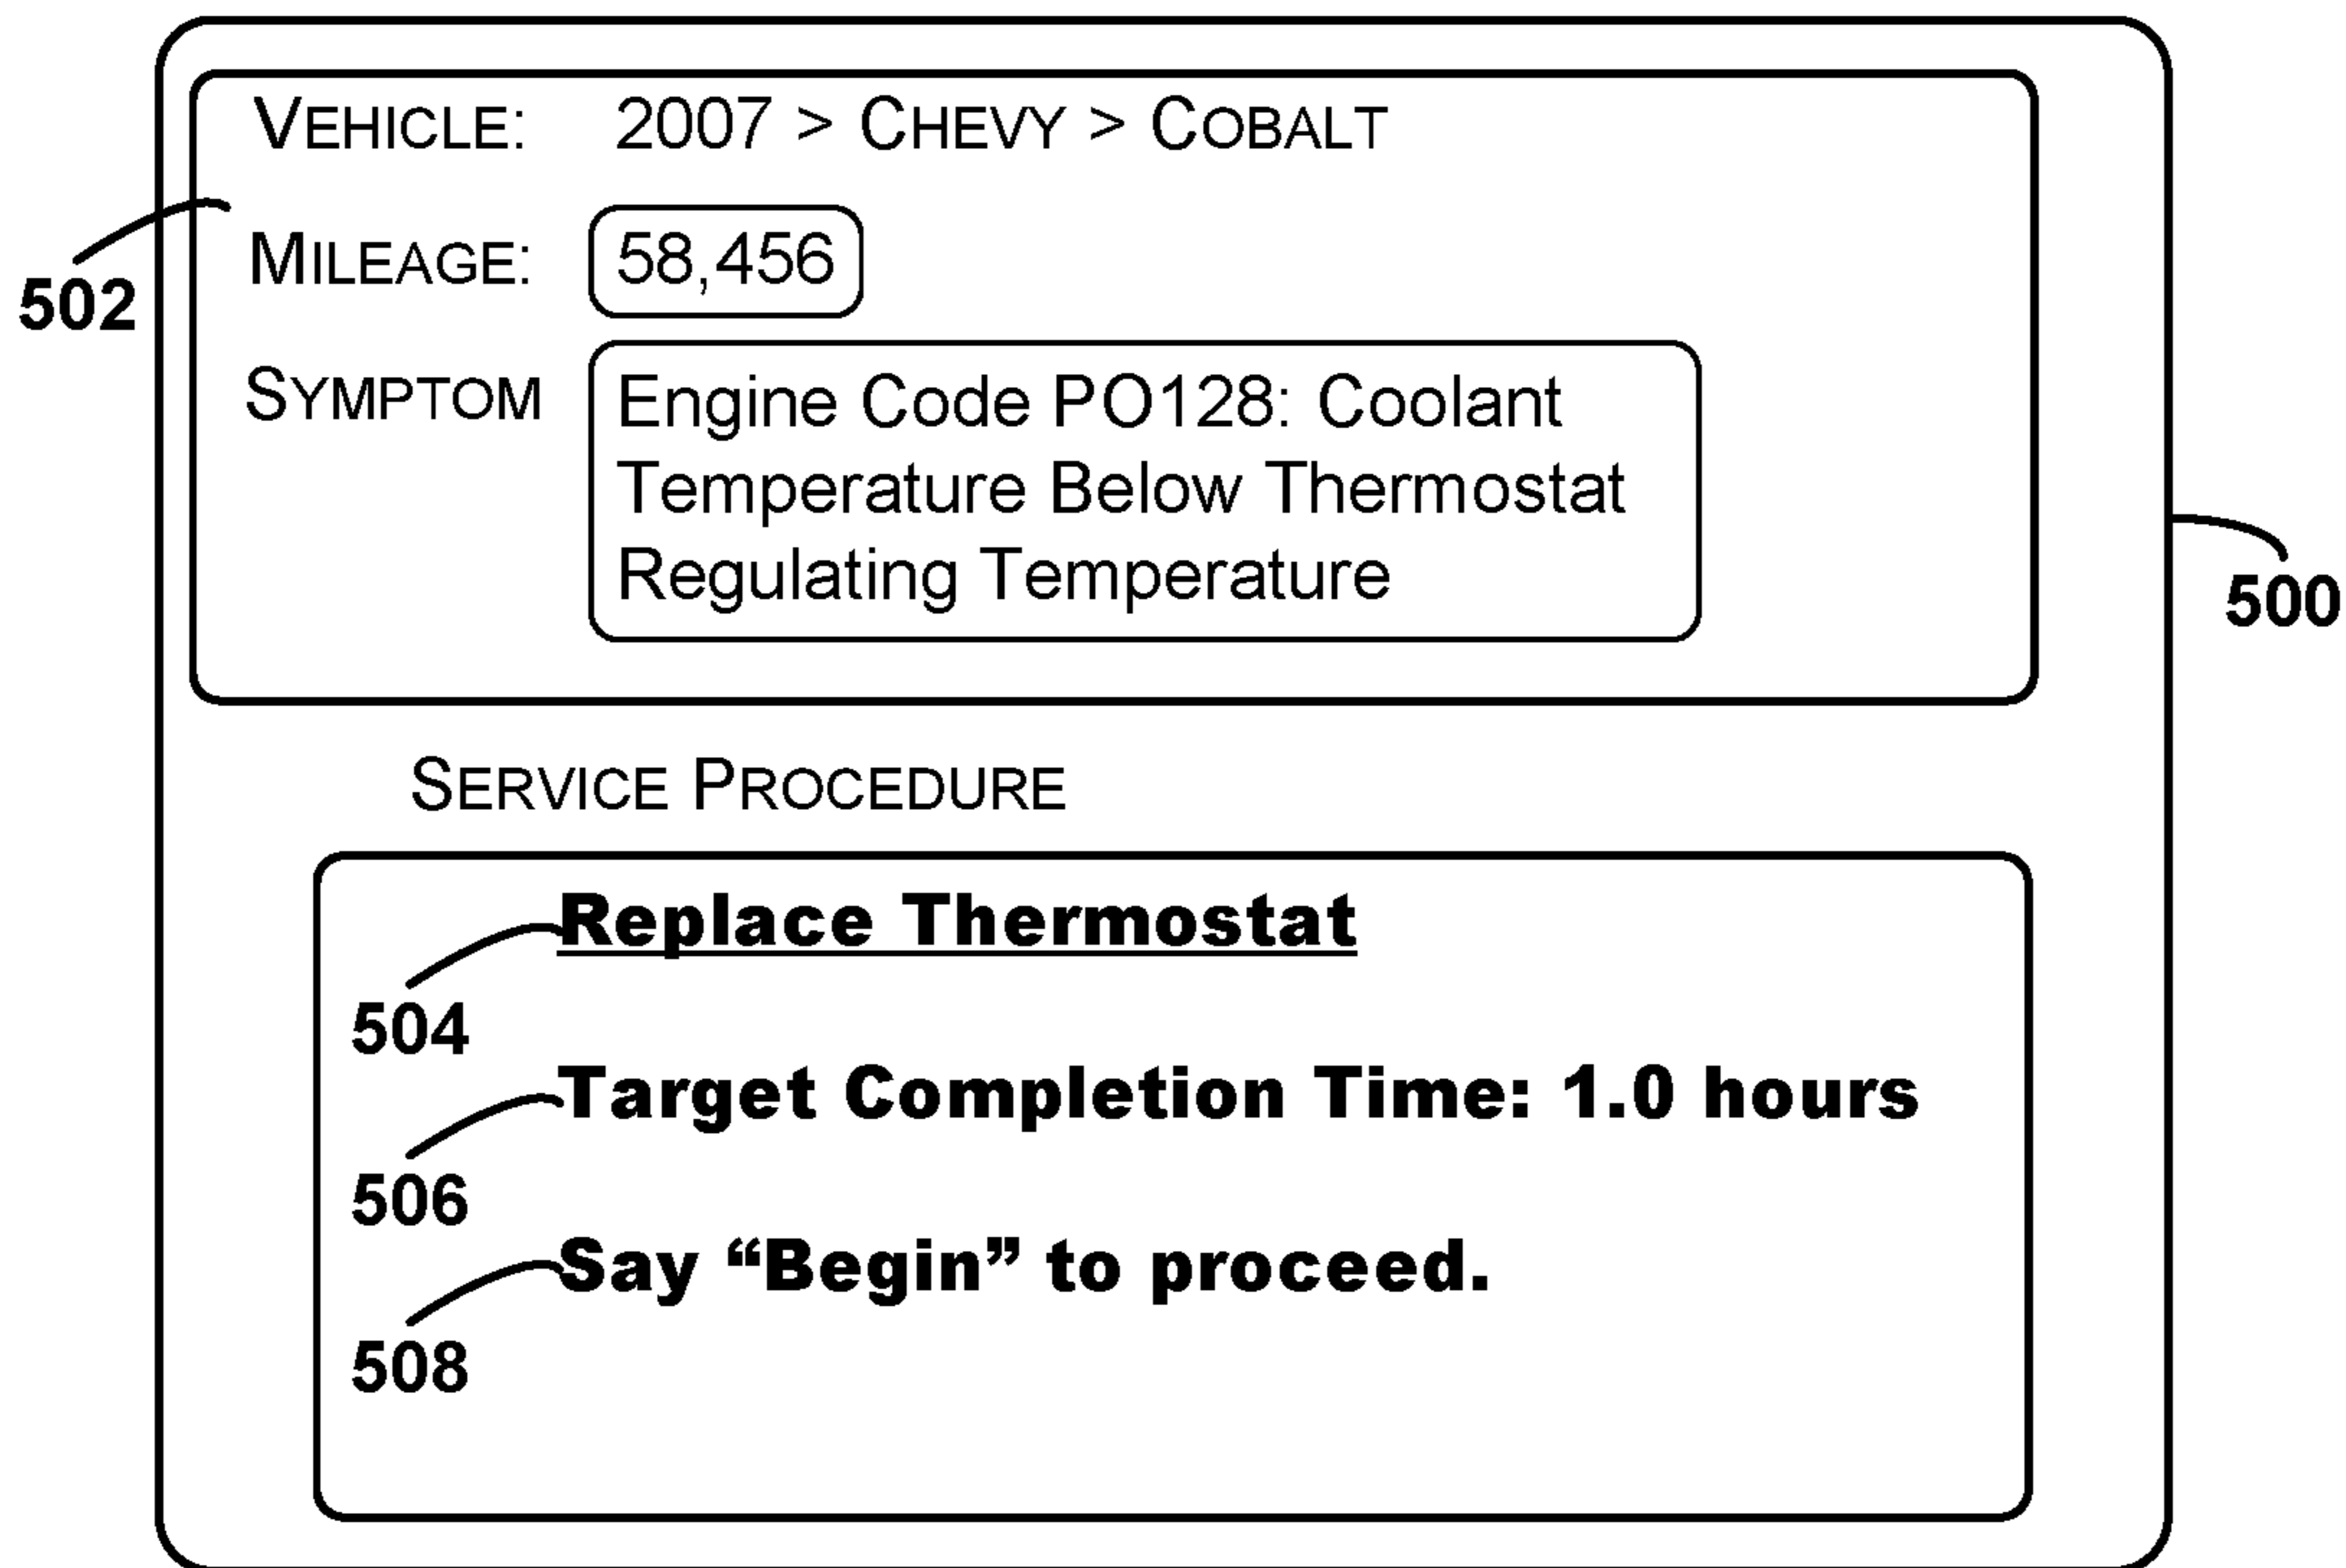 VEHICLE: 2007 > CHEVY > COBALT
502
MILEAGE: 58,456
SYMPTOM Engine Code PO128: Coolant
Temperature Below Thermostat
Regulating Temperature
500
SERVICE PROCEDURE
Replace Thermostat
504
Target Completion Time: 1.0 hours
506
Say “Begin” to proceed.
508